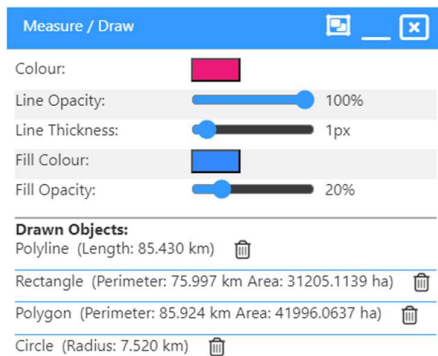 Measure / Draw
Colour:
Line Opacity: 100%
Line Thickness: 1px
Fill Colour:
Fill Opacity: 20%
Drawn Objects:
Polyline (Length: 85.430 km)
Rectangle (Perimeter: 75.997 km Area: 31205.1139 ha)
Polygon (Perimeter: 85.924 km Area: 41996.0637 ha)
Circle (Radius: 7.520 km)